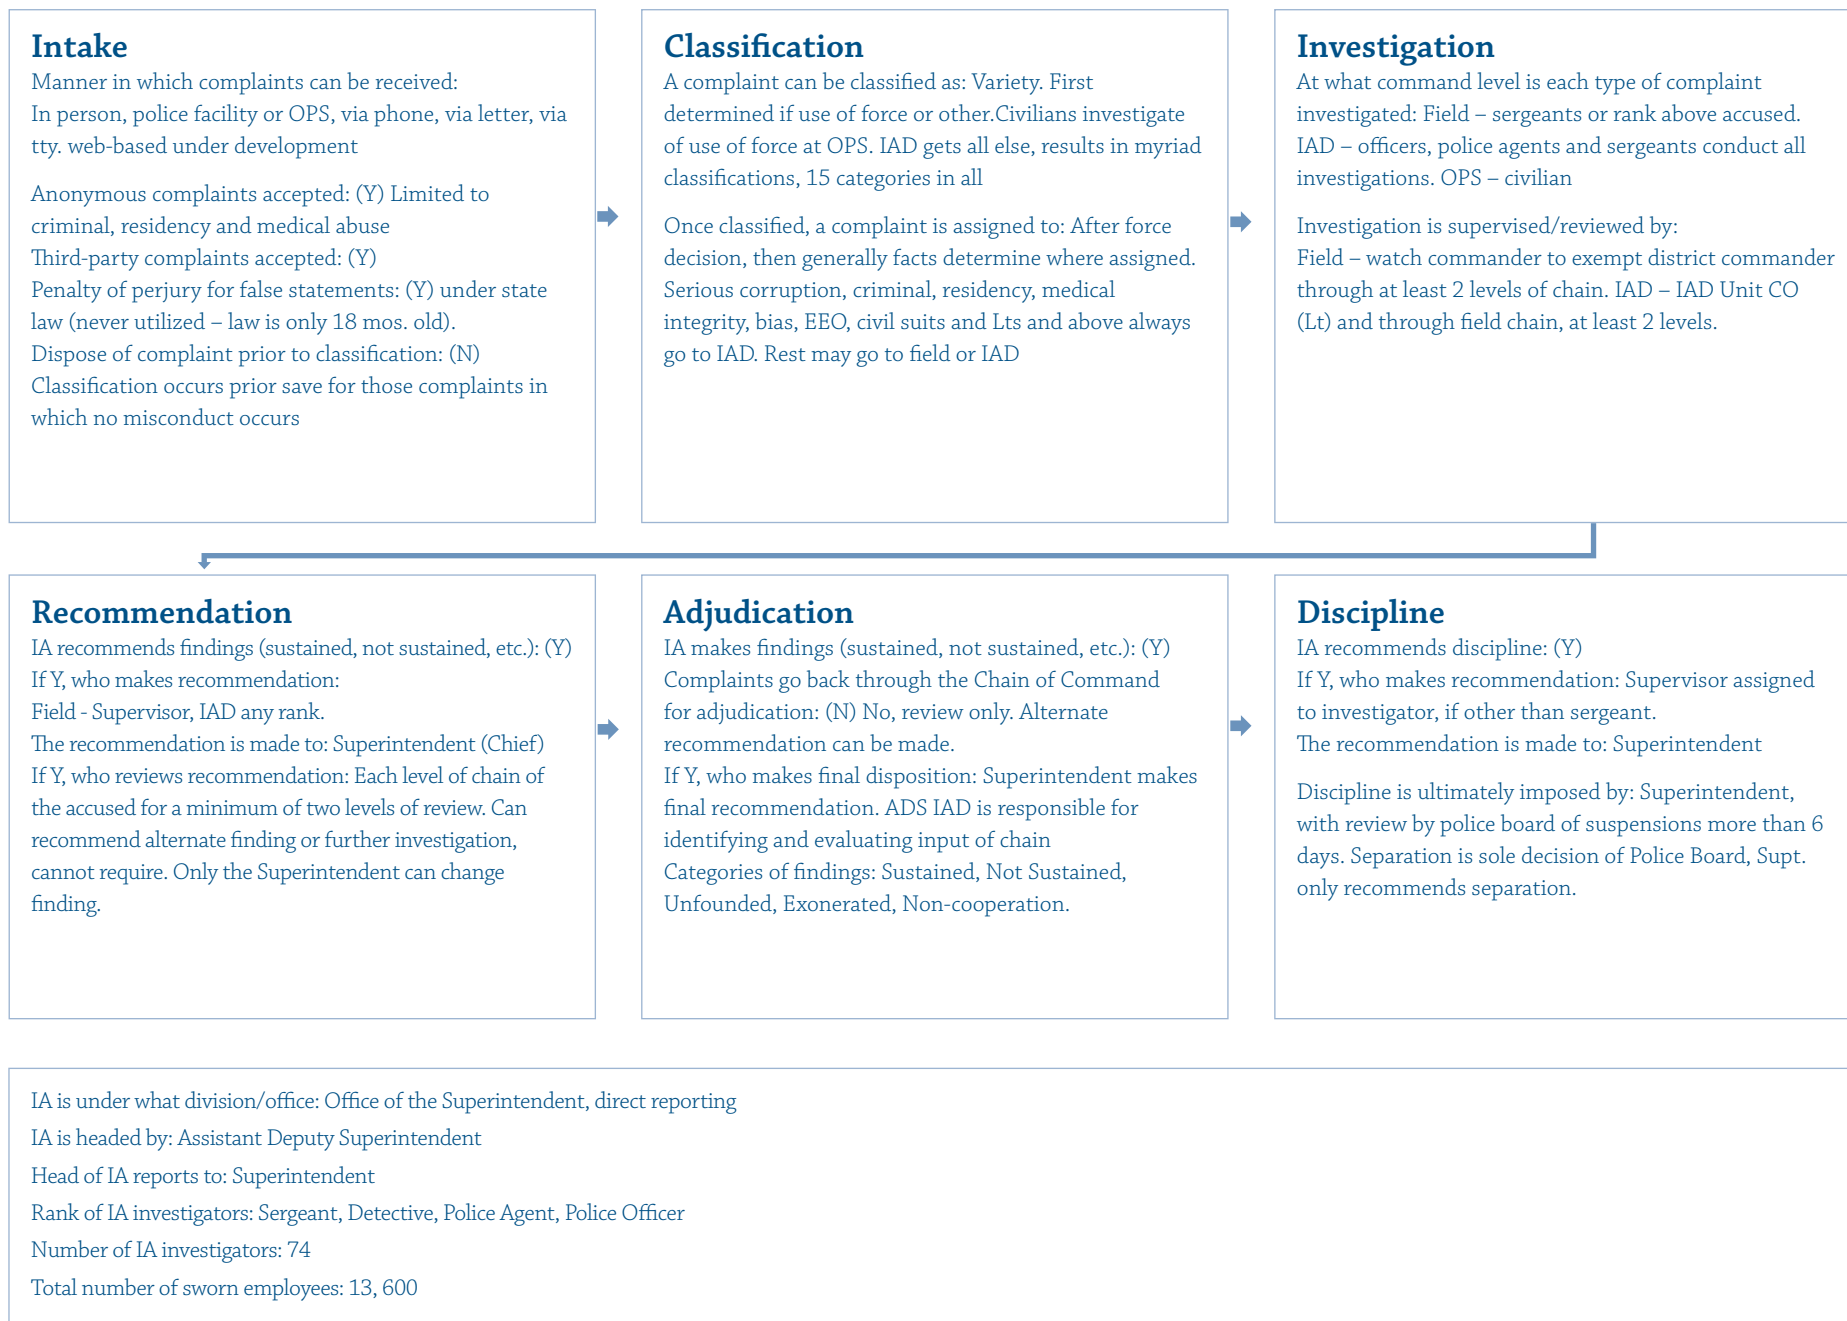 Intake
Manner in which complaints can be received:
In person, police facility or OPS, via phone, via letter, via
tty. web-based under development
Anonymous complaints accepted: (Y) Limited to
criminal, residency and medical abuse
Third-party complaints accepted: (Y)
Penalty of perjury for false statements: (Y) under state
law (never utilized – law is only 18 mos. old).
Dispose of complaint prior to classification: (N)
Classification occurs prior save for those complaints in
which no misconduct occurs
Classification
A complaint can be classified as: Variety. First
determined if use of force or other.Civilians investigate
of use of force at OPS. IAD gets all else, results in myriad
classifications, 15 categories in all
Once classified, a complaint is assigned to: After force
decision, then generally facts determine where assigned.
Serious corruption, criminal, residency, medical
integrity, bias, EEO, civil suits and Lts and above always
go to IAD. Rest may go to field or IAD
Investigation
At what command level is each type of complaint
investigated: Field – sergeants or rank above accused.
IAD – officers, police agents and sergeants conduct all
investigations. OPS – civilian
Investigation is supervised/reviewed by:
Field – watch commander to exempt district commander
through at least 2 levels of chain. IAD – IAD Unit CO
(Lt) and through field chain, at least 2 levels.
Recommendation
IA recommends findings (sustained, not sustained, etc.): (Y)
If Y, who makes recommendation:
Field - Supervisor, IAD any rank.
The recommendation is made to: Superintendent (Chief)
If Y, who reviews recommendation: Each level of chain of
the accused for a minimum of two levels of review. Can
recommend alternate finding or further investigation,
cannot require. Only the Superintendent can change
finding.
Adjudication
IA makes findings (sustained, not sustained, etc.): (Y)
Complaints go back through the Chain of Command
for adjudication: (N) No, review only. Alternate
recommendation can be made.
If Y, who makes final disposition: Superintendent makes
final recommendation. ADS IAD is responsible for
identifying and evaluating input of chain
Categories of findings: Sustained, Not Sustained,
Unfounded, Exonerated, Non-cooperation.
Discipline
IA recommends discipline: (Y)
If Y, who makes recommendation: Supervisor assigned
to investigator, if other than sergeant.
The recommendation is made to: Superintendent
Discipline is ultimately imposed by: Superintendent,
with review by police board of suspensions more than 6
days. Separation is sole decision of Police Board, Supt.
only recommends separation.
IA is under what division/office: Office of the Superintendent, direct reporting
IA is headed by: Assistant Deputy Superintendent
Head of IA reports to: Superintendent
Rank of IA investigators: Sergeant, Detective, Police Agent, Police Officer
Number of IA investigators: 74
Total number of sworn employees: 13, 600